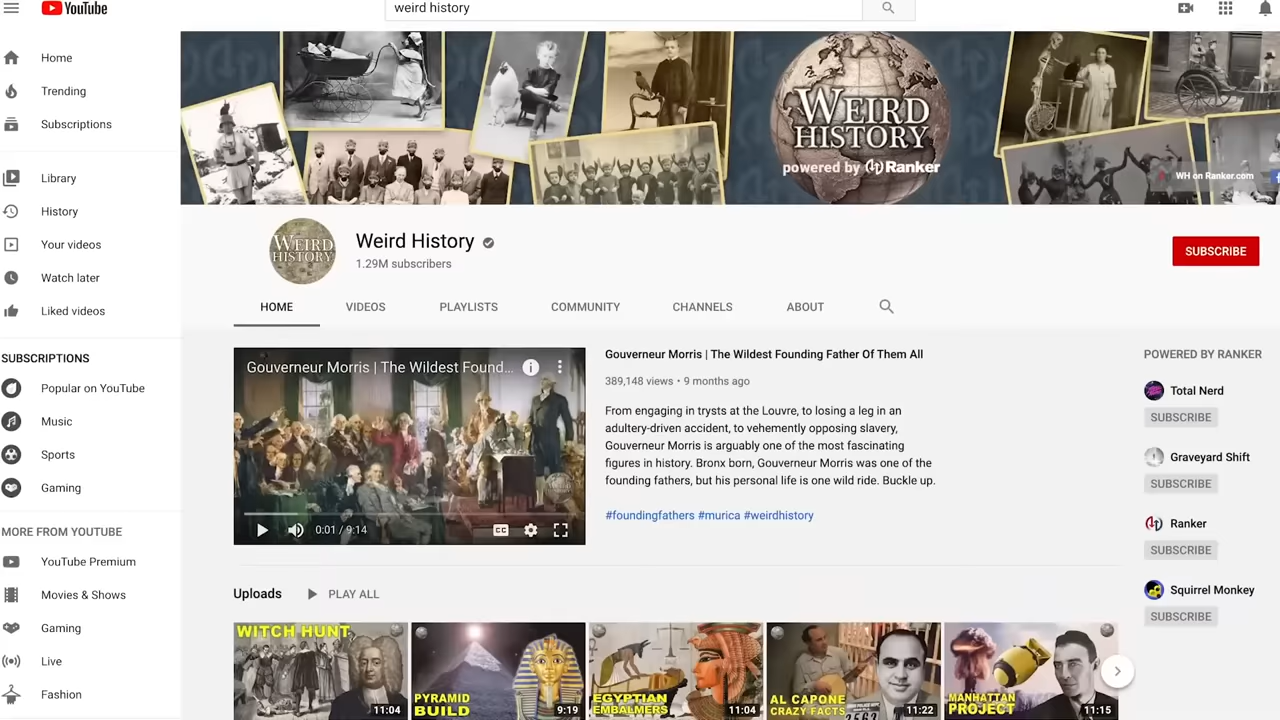 YouTube
weird history
Home
Trending
Subscriptions
Library
History
Your videos
Watch later
Liked videos
SUBSCRIPTIONS
Popular on YouTube
Music
Sports
Gaming
MORE FROM YOUTUBE
YouTube Premium
Movies & Shows
Gaming
Live
Fashion
WEIRD
HISTORY
powered by Ranker
WH on Ranker.com
WEIRD
HISTORY
Weird History
1.29M subscribers
SUBSCRIBE
HOME VIDEOS PLAYLISTS COMMUNITY CHANNELS ABOUT
Gouverneur Morris | The Wildest Found...
0:01 / 9:14
CC
Gouverneur Morris | The Wildest Founding Father Of Them All
389,148 views • 9 months ago
From engaging in trysts at the Louvre, to losing a leg in an
adultery-driven accident, to vehemently opposing slavery,
Gouverneur Morris is arguably one of the most fascinating
figures in history. Bronx born, Gouverneur Morris was one of the
founding fathers, but his personal life is one wild ride. Buckle up.
#foundingfathers #murica #weirdhistory
POWERED BY RANKER
Total Nerd
SUBSCRIBE
Graveyard Shift
SUBSCRIBE
Ranker
SUBSCRIBE
Squirrel Monkey
SUBSCRIBE
Uploads PLAY ALL
WITCH HUNT
11:04
PYRAMID
BUILD
9:19
EGYPTIAN
EMBALMERS
11:04
AL CAPONE
CRAZY FACTS
11:22
MANHATTAN
PROJECT
11:15